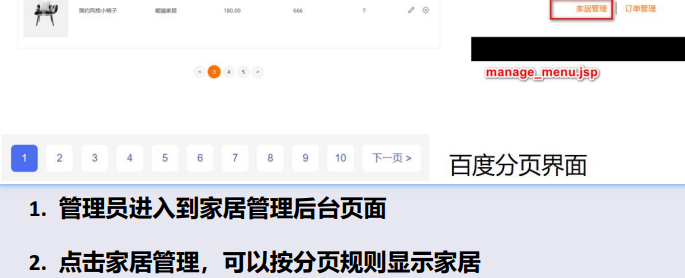 简约风格小椅子 熊猫家居 180.00 666 7
家居管理 订单管理
< 3 4 5 >
manage_menu.jsp
1 2 3 4 5 6 7 8 9 10 下一页 >
百度分页界面
1. 管理员进入到家居管理后台页面
2. 点击家居管理，可以按分页规则显示家居